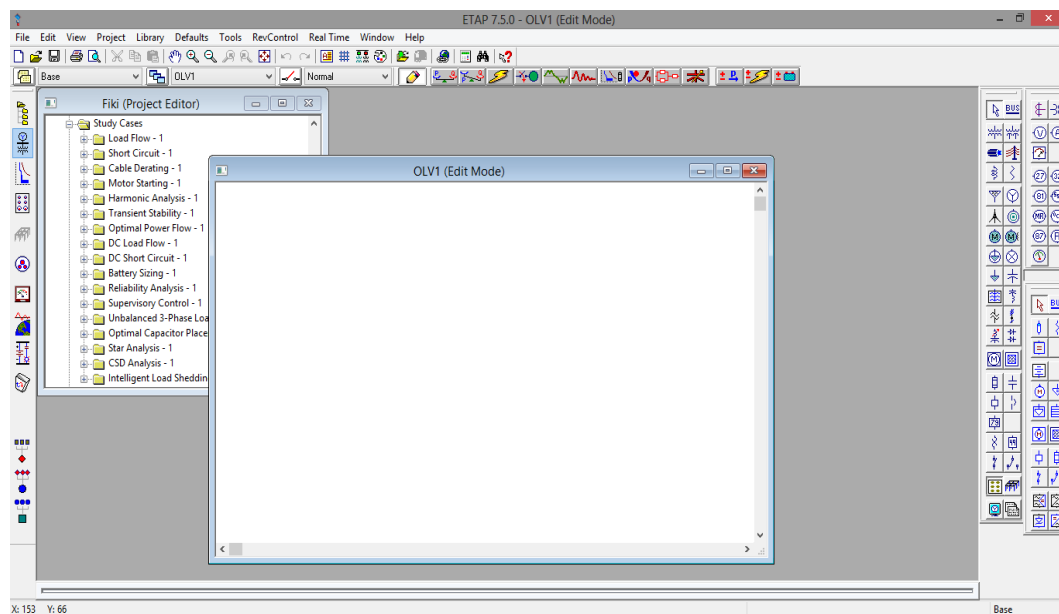 ETAP 7.5.0 - OLV1 (Edit Mode)
File Edit View Project Library Defaults Tools RevControl Real Time Window Help
Base OLV1 Normal
Fiki (Project Editor)
Study Cases
Load Flow - 1
Short Circuit - 1
Cable Derating - 1
Motor Starting - 1
Harmonic Analysis - 1
Transient Stability - 1
Optimal Power Flow - 1
DC Load Flow - 1
DC Short Circuit - 1
Battery Sizing - 1
Reliability Analysis - 1
Supervisory Control - 1
Unbalanced 3-Phase Loa
Optimal Capacitor Place
Star Analysis - 1
CSD Analysis - 1
Intelligent Load Sheddin
OLV1 (Edit Mode)
BUS
X: 153 Y: 66
Base